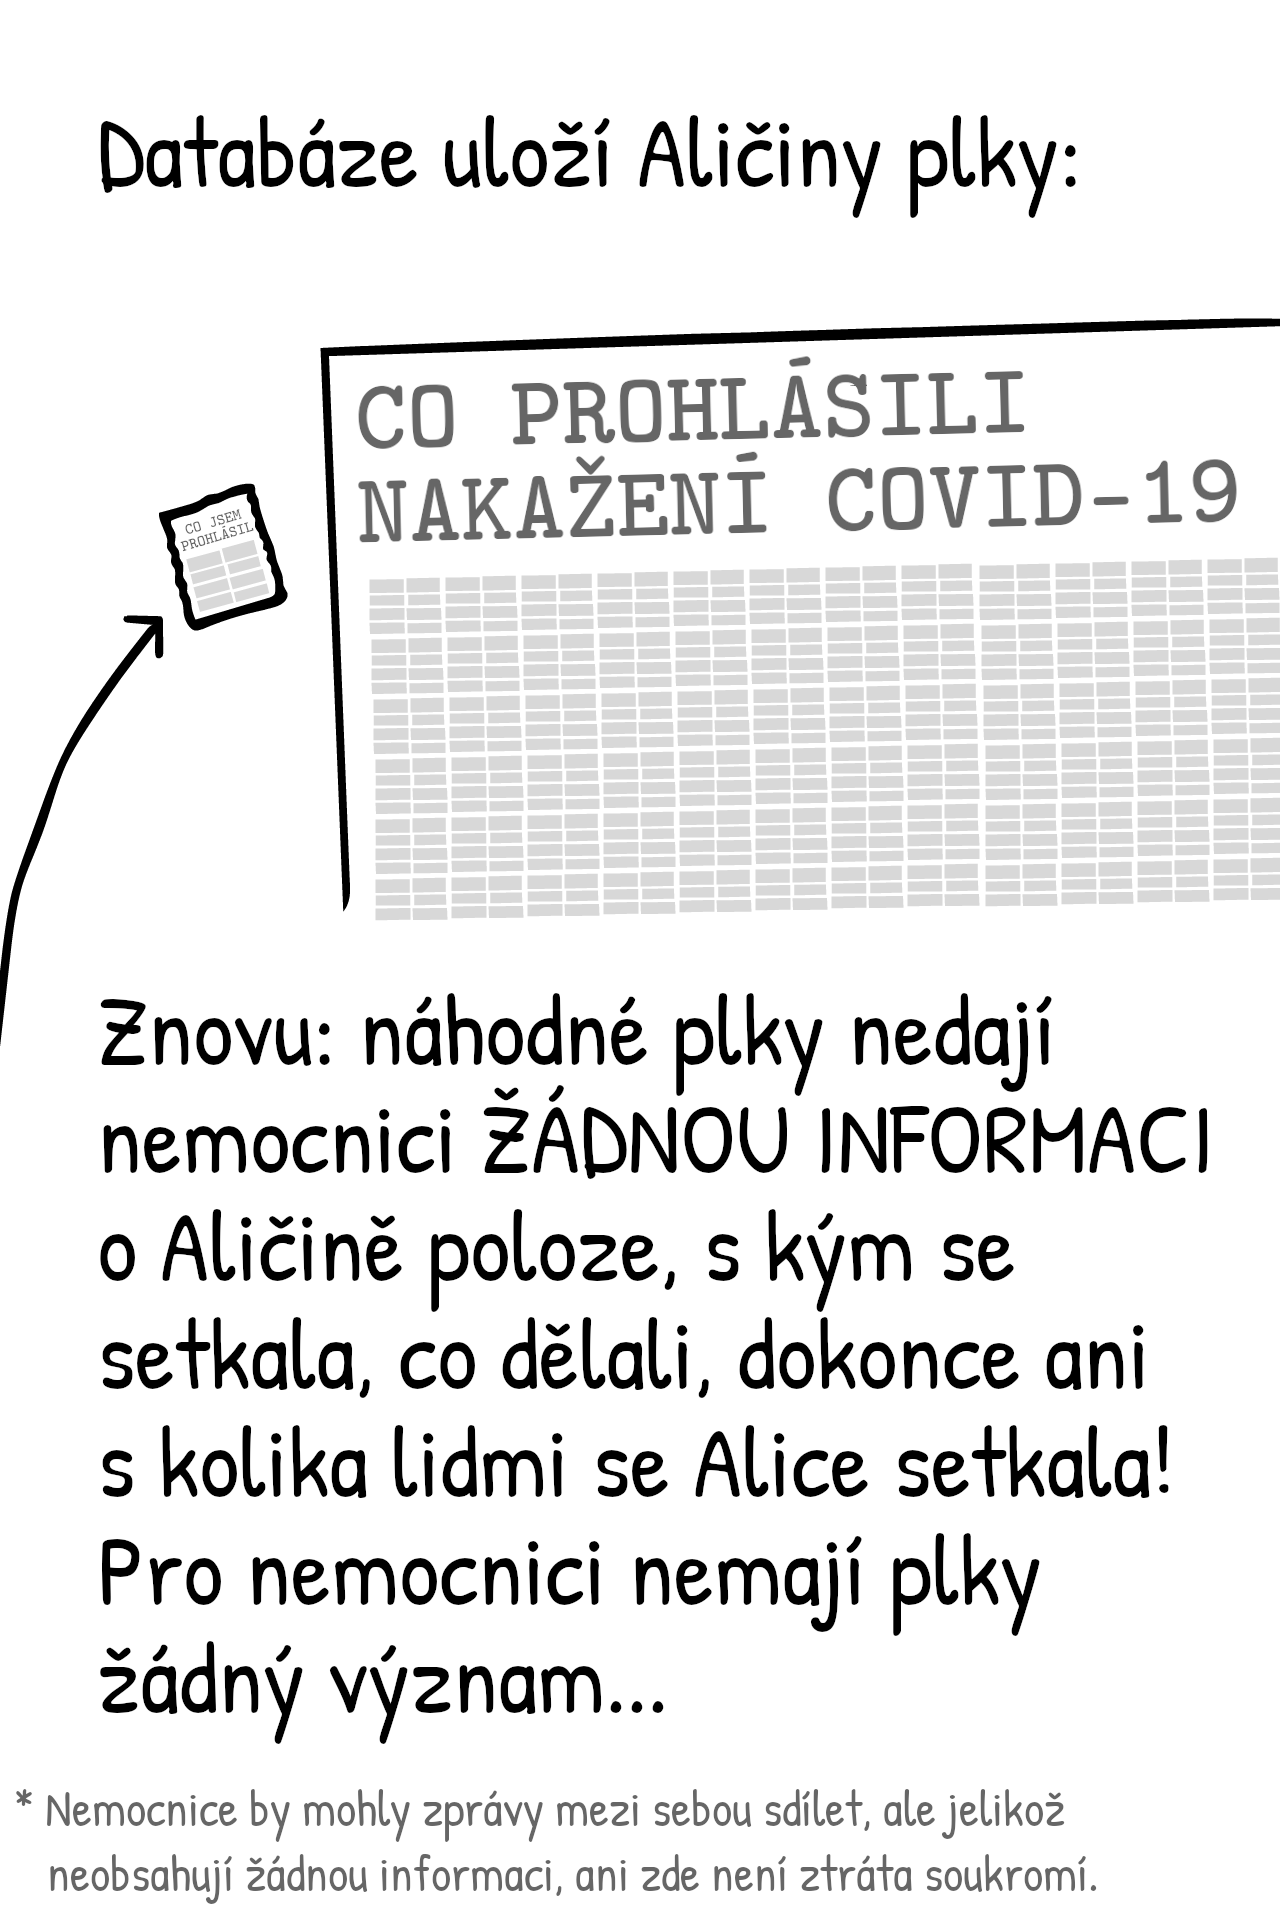 Databáze uloží Aličiny plky:
CO PROHLÁSILI
NAKAŽENÍ COVID-19
CO JSEM
PROHLÁSIL
Znovu: náhodné plky nedají
nemocnici ŽÁDNOU INFORMACI
o Aličině poloze, s kým se
setkala, co dělali, dokonce ani
s kolika lidmi se Alice setkala!
Pro nemocnici nemají plky
žádný význam...
* Nemocnice by mohly zprávy mezi sebou sdílet, ale jelikož
neobsahují žádnou informaci, ani zde není ztráta soukromí.